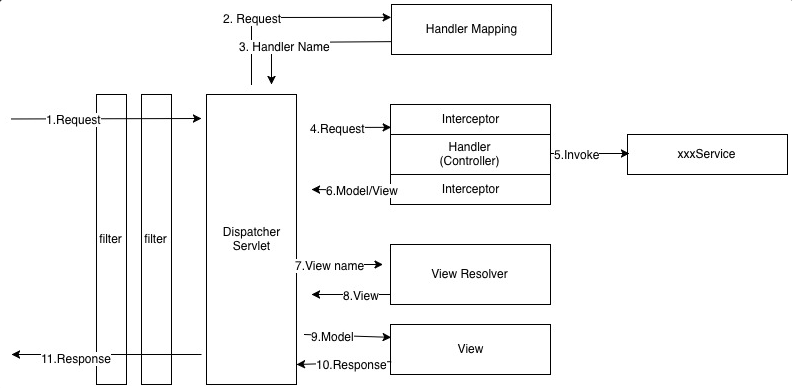 2. Request
3. Handler Name
Handler Mapping
1.Request
4.Request
Interceptor
Handler
(Controller)
Interceptor
5.Invoke
xxxService
6.Model/View
filter
filter
Dispatcher
Servlet
7.View name
View Resolver
8.View
9.Model
View
10.Response
11.Response